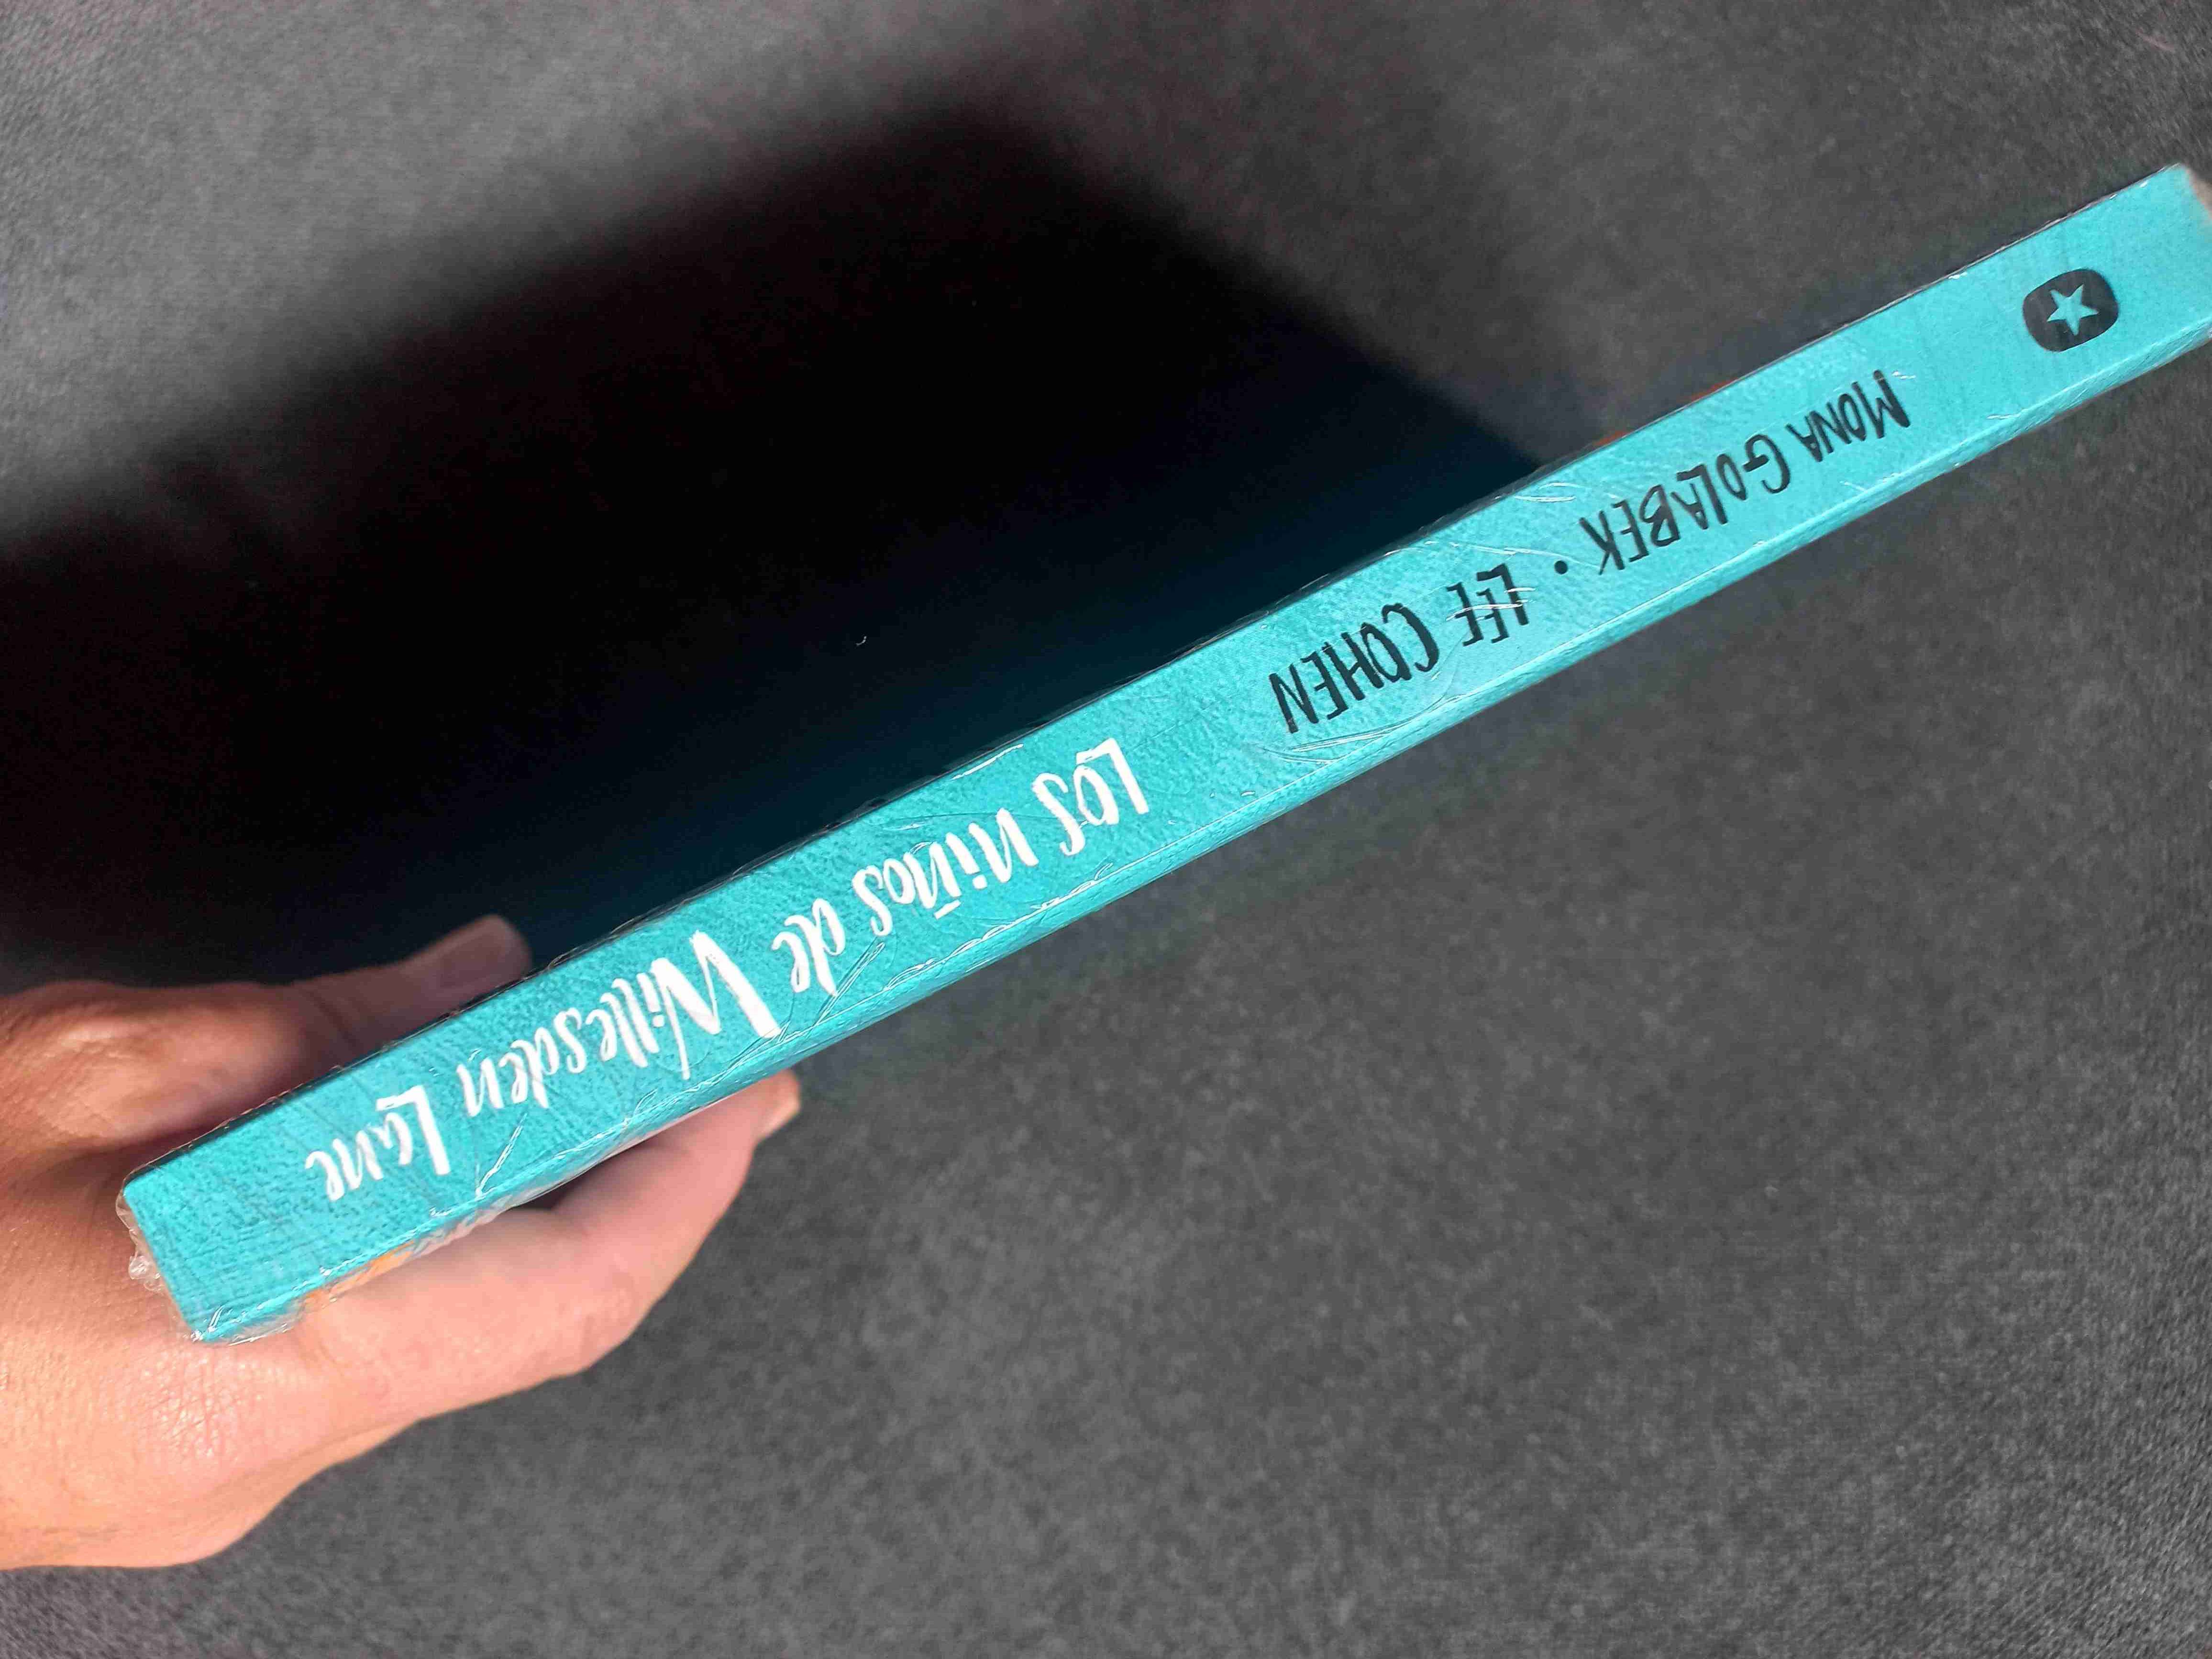 MONA GOLABEK · LEE COHEN
Los niños de Willesden Lane